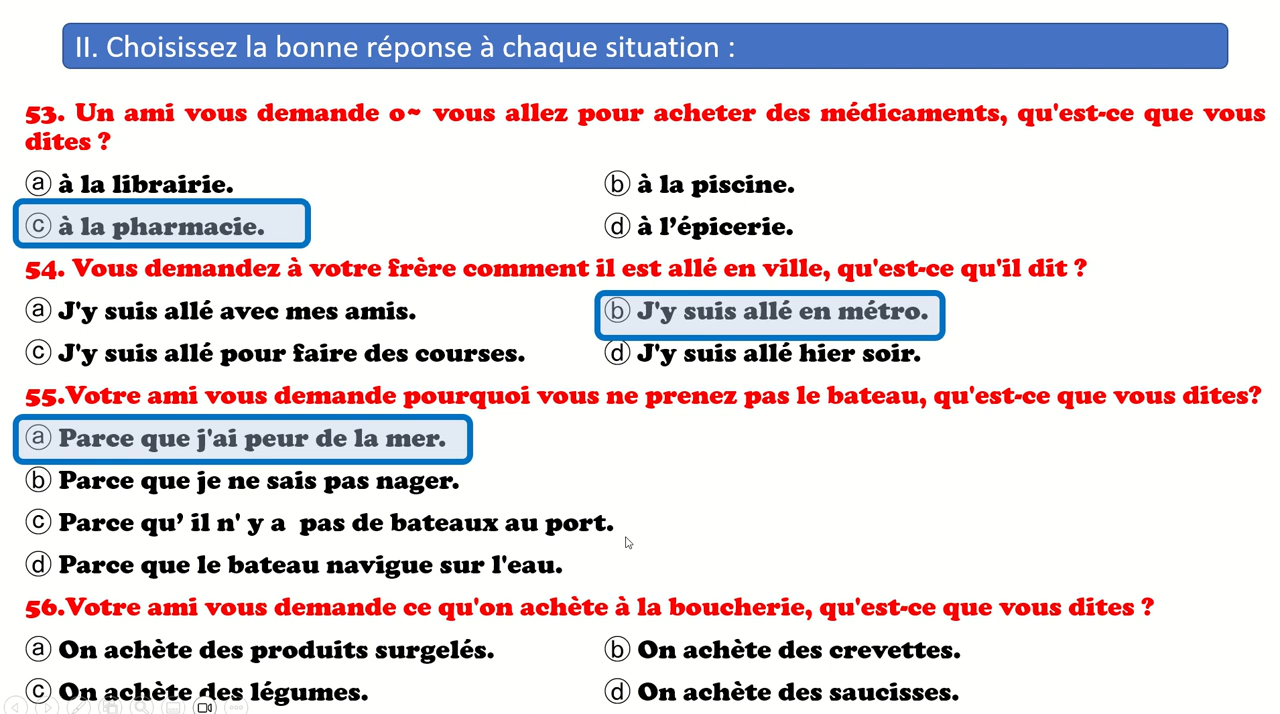 II. Choisissez la bonne réponse à chaque situation :
53. Un ami vous demande o~ vous allez pour acheter des médicaments, qu'est-ce que vous
dites ?
ⓐ à la librairie. ⓑ à la piscine.
ⓒ à la pharmacie. ⓓ à l’épicerie.
54. Vous demandez à votre frère comment il est allé en ville, qu'est-ce qu'il dit ?
ⓐ J'y suis allé avec mes amis. ⓑ J'y suis allé en métro.
ⓒ J'y suis allé pour faire des courses. ⓓ J'y suis allé hier soir.
55.Votre ami vous demande pourquoi vous ne prenez pas le bateau, qu'est-ce que vous dites?
ⓐ Parce que j'ai peur de la mer.
ⓑ Parce que je ne sais pas nager.
ⓒ Parce qu’ il n' y a  pas de bateaux au port.
ⓓ Parce que le bateau navigue sur l'eau.
56.Votre ami vous demande ce qu'on achète à la boucherie, qu'est-ce que vous dites ?
ⓐ On achète des produits surgelés. ⓑ On achète des crevettes.
ⓒ On achète des légumes. ⓓ On achète des saucisses.